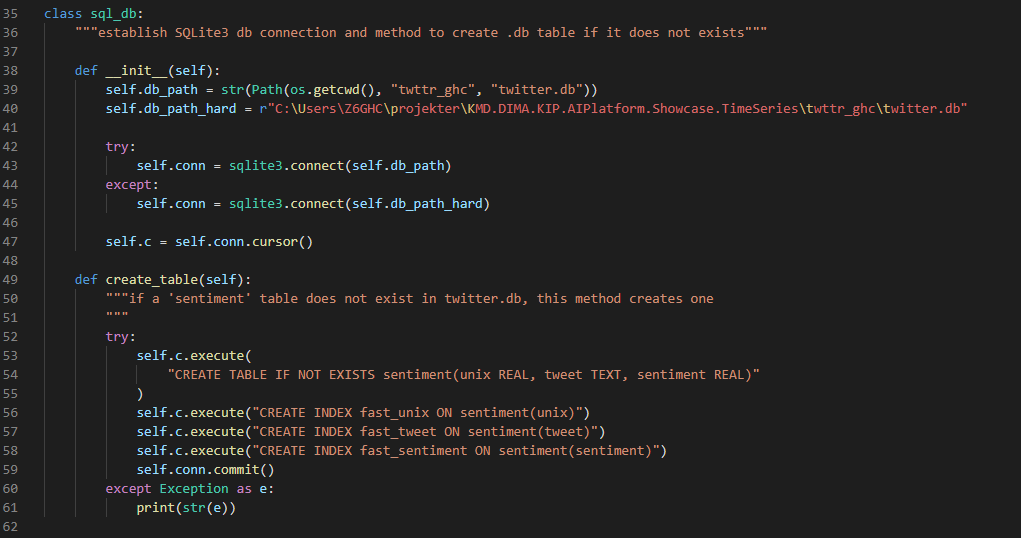 35 class sql_db:
36     """establish SQLite3 db connection and method to create .db table if it does not exists"""
37
38     def __init__(self):
39         self.db_path = str(Path(os.getcwd(), "twttr_ghc", "twitter.db"))
40         self.db_path_hard = r"C:\Users\Z6GHC\projekter\KMD.DIMA.KIP.AIPlatform.Showcase.TimeSeries\twttr_ghc\twitter.db"
41
42         try:
43             self.conn = sqlite3.connect(self.db_path)
44         except:
45             self.conn = sqlite3.connect(self.db_path_hard)
46
47         self.c = self.conn.cursor()
48
49     def create_table(self):
50         """if a 'sentiment' table does not exist in twitter.db, this method creates one
51         """
52         try:
53             self.c.execute(
54                 "CREATE TABLE IF NOT EXISTS sentiment(unix REAL, tweet TEXT, sentiment REAL)"
55             )
56             self.c.execute("CREATE INDEX fast_unix ON sentiment(unix)")
57             self.c.execute("CREATE INDEX fast_tweet ON sentiment(tweet)")
58             self.c.execute("CREATE INDEX fast_sentiment ON sentiment(sentiment)")
59             self.conn.commit()
60         except Exception as e:
61             print(str(e))
62